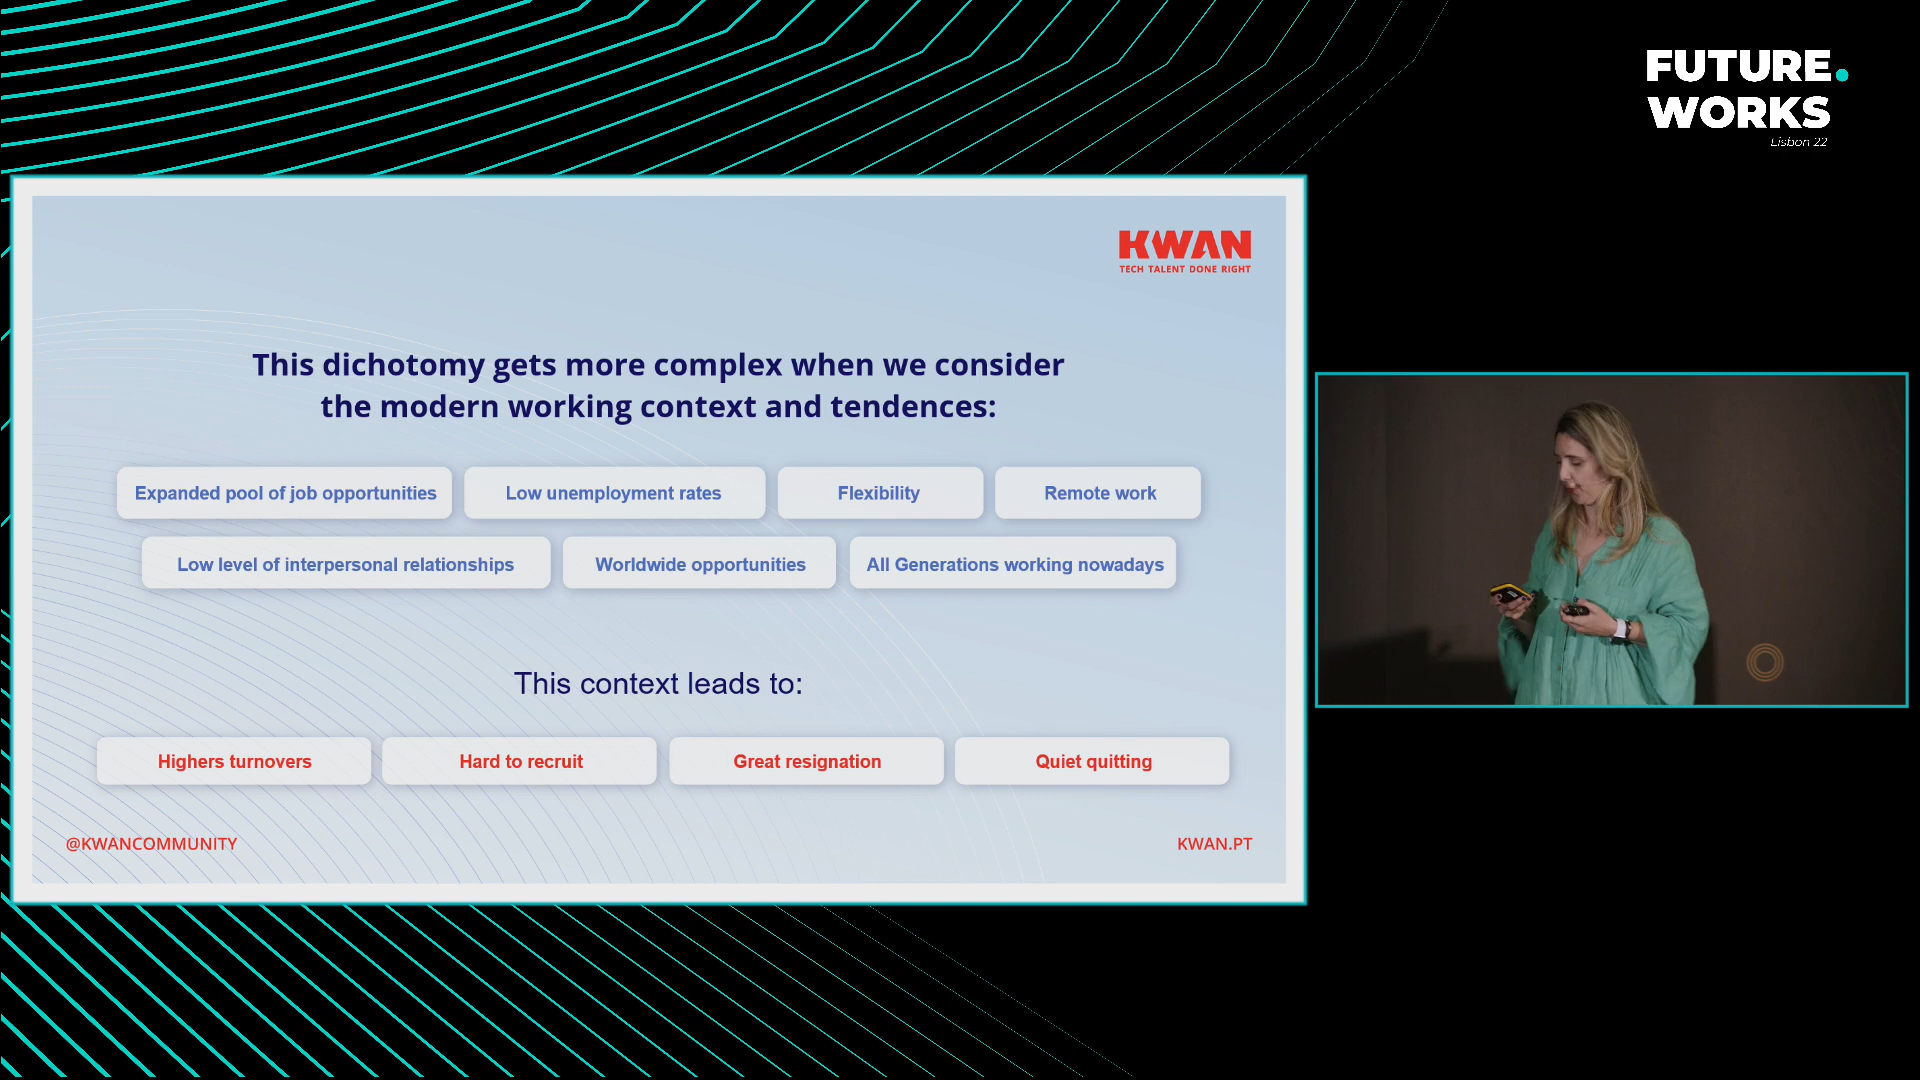 FUTURE.
WORKS
Lisbon 22
KWAN
TECH TALENT DONE RIGHT
This dichotomy gets more complex when we consider
the modern working context and tendences:
Expanded pool of job opportunities
Low unemployment rates
Flexibility
Remote work
Low level of interpersonal relationships
Worldwide opportunities
All Generations working nowadays
This context leads to:
Highers turnovers
Hard to recruit
Great resignation
Quiet quitting
@KWANCOMMUNITY
KWAN.PT